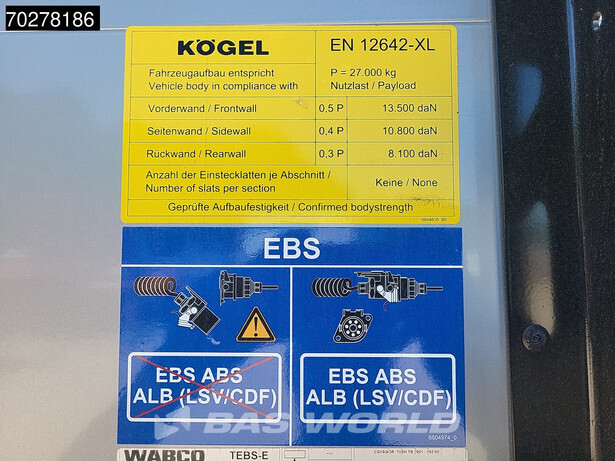 70278186
KÖGEL EN 12642-XL
Fahrzeugaufbau entspricht P = 27.000 kg
Vehicle body in compliance with Nutzlast / Payload
Vorderwand / Frontwall 0,5 P 13.500 daN
Seitenwand / Sidewall 0,4 P 10.800 daN
Rückwand / Rearwall 0,3 P 8.100 daN
Anzahl der Einstecklatten je Abschnitt /
Number of slats per section Keine / None
Geprüfte Aufbaufestigkeit / Confirmed bodystrength
EBS
EBS ABS EBS ABS
ALB (LSV/CDF) ALB (LSV/CDF)
BAS WORLD
6604974_0
WABCO TEBS-E